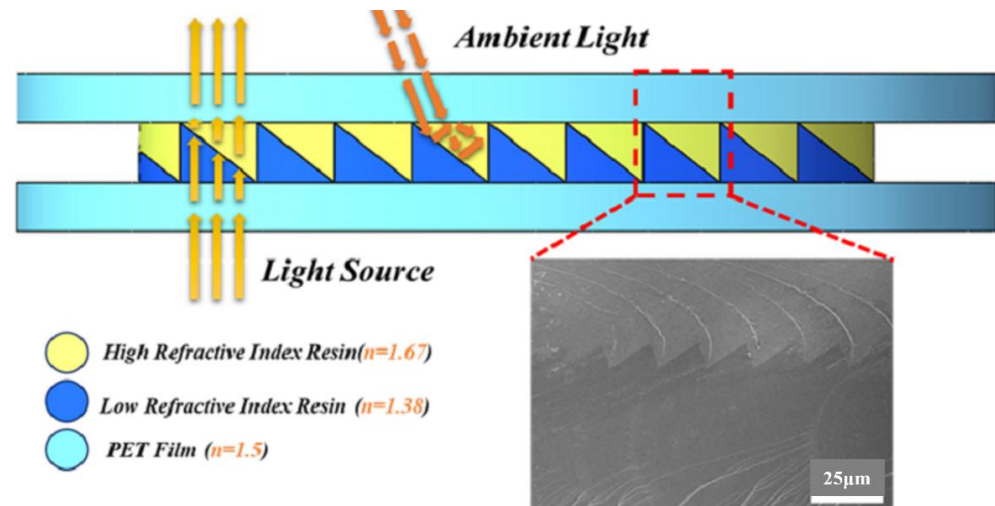 Ambient Light
Light Source
High Refractive Index Resin(n=1.67)
Low Refractive Index Resin (n=1.38)
PET Film (n=1.5)
25μm